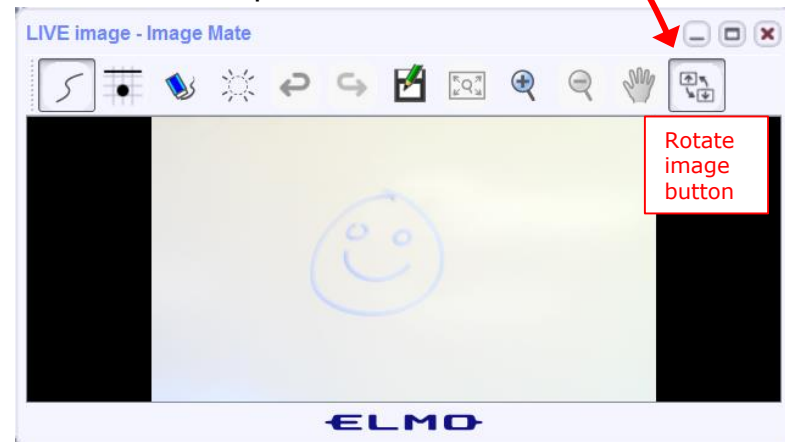 LIVE image - Image Mate
Rotate
image
button
ELMO